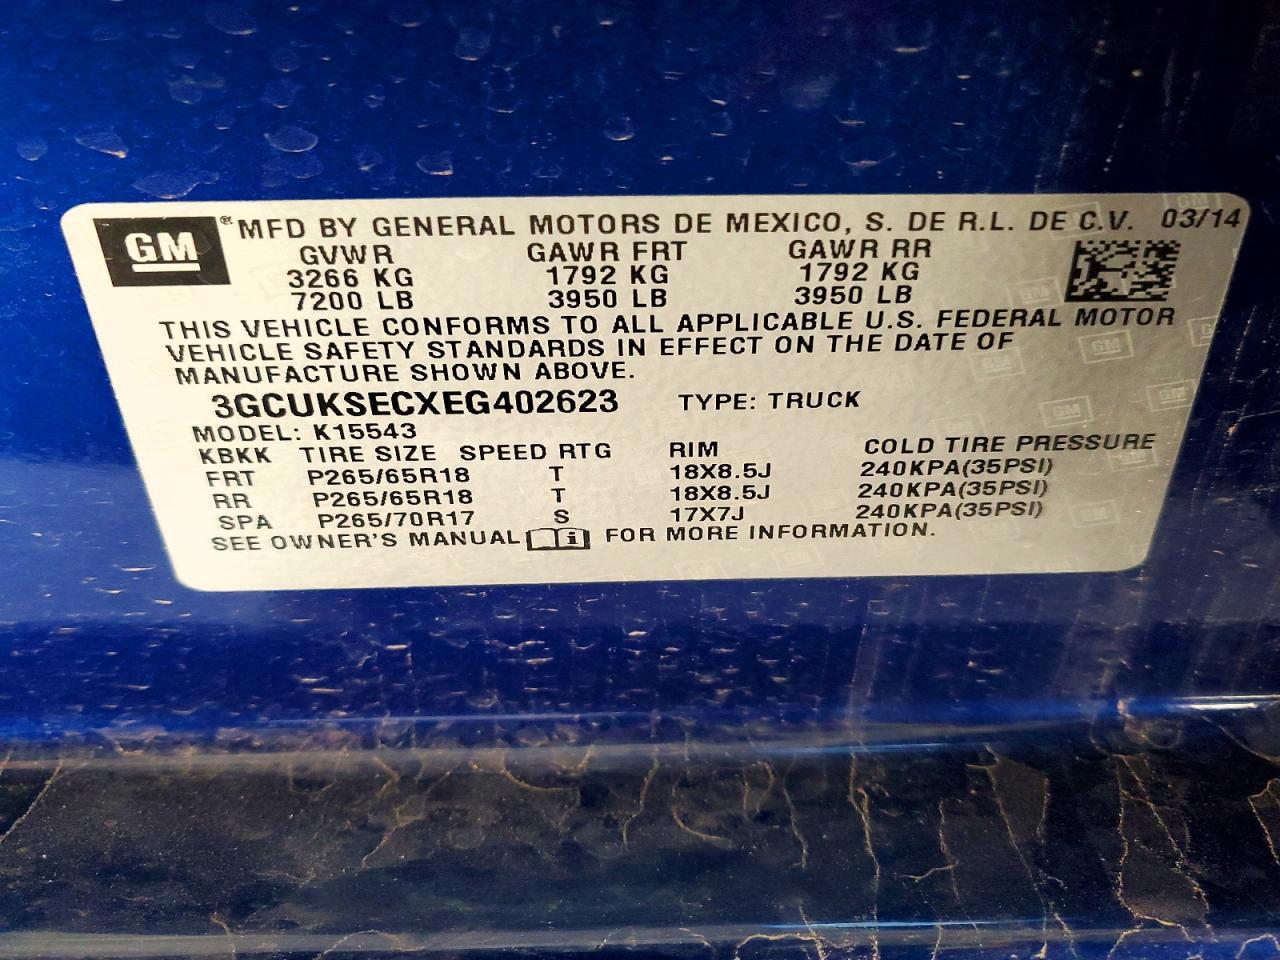 GM ® MFD BY GENERAL MOTORS DE MEXICO, S. DE R.L. DE C.V. 03/14
GVWR GAWR FRT GAWR RR
3266 KG 1792 KG 1792 KG
7200 LB 3950 LB 3950 LB
THIS VEHICLE CONFORMS TO ALL APPLICABLE U.S. FEDERAL MOTOR
VEHICLE SAFETY STANDARDS IN EFFECT ON THE DATE OF
MANUFACTURE SHOWN ABOVE.
3GCUKSECXEG402623 TYPE: TRUCK
MODEL: K15543
KBKK TIRE SIZE SPEED RTG RIM COLD TIRE PRESSURE
FRT P265/65R18 T 18X8.5J 240KPA(35PSI)
RR P265/65R18 T 18X8.5J 240KPA(35PSI)
SPA P265/70R17 S 17X7J 240KPA(35PSI)
SEE OWNER'S MANUAL i FOR MORE INFORMATION.